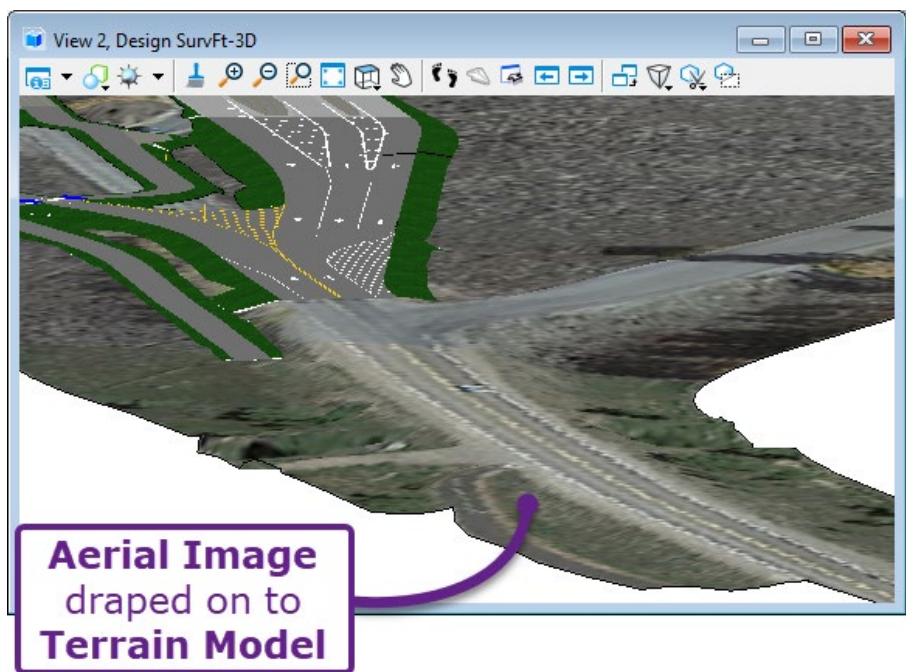 View 2, Design SurvFt-3D
Aerial Image
draped on to
Terrain Model